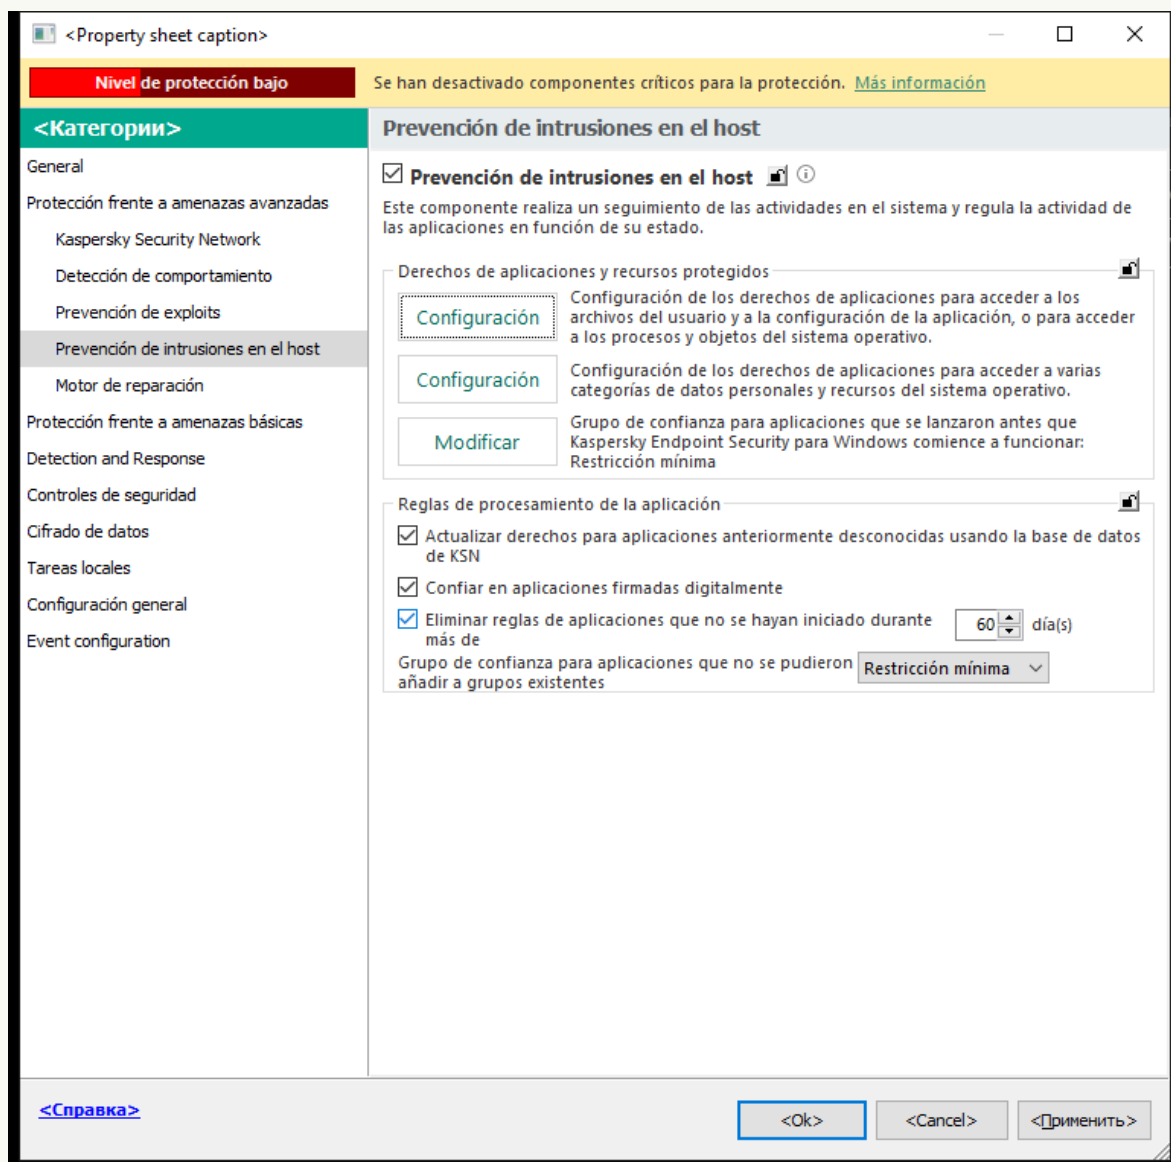 <Property sheet caption>
Nivel de protección bajo
Se han desactivado componentes críticos para la protección. Más información
<Категории>
General
Protección frente a amenazas avanzadas
Kaspersky Security Network
Detección de comportamiento
Prevención de exploits
Prevención de intrusiones en el host
Motor de reparación
Protección frente a amenazas básicas
Detection and Response
Controles de seguridad
Cifrado de datos
Tareas locales
Configuración general
Event configuration
Prevención de intrusiones en el host
Prevención de intrusiones en el host
Este componente realiza un seguimiento de las actividades en el sistema y regula la actividad de
las aplicaciones en función de su estado.
Derechos de aplicaciones y recursos protegidos
Configuración
Configuración de los derechos de aplicaciones para acceder a los
archivos del usuario y a la configuración de la aplicación, o para acceder
a los procesos y objetos del sistema operativo.
Configuración
Configuración de los derechos de aplicaciones para acceder a varias
categorías de datos personales y recursos del sistema operativo.
Modificar
Grupo de confianza para aplicaciones que se lanzaron antes que
Kaspersky Endpoint Security para Windows comience a funcionar:
Restricción mínima
Reglas de procesamiento de la aplicación
Actualizar derechos para aplicaciones anteriormente desconocidas usando la base de datos
de KSN
Confiar en aplicaciones firmadas digitalmente
Eliminar reglas de aplicaciones que no se hayan iniciado durante
más de
60 día(s)
Grupo de confianza para aplicaciones que no se pudieron
añadir a grupos existentes
Restricción mínima
<Справка>
<Ok>
<Cancel>
<Применить>